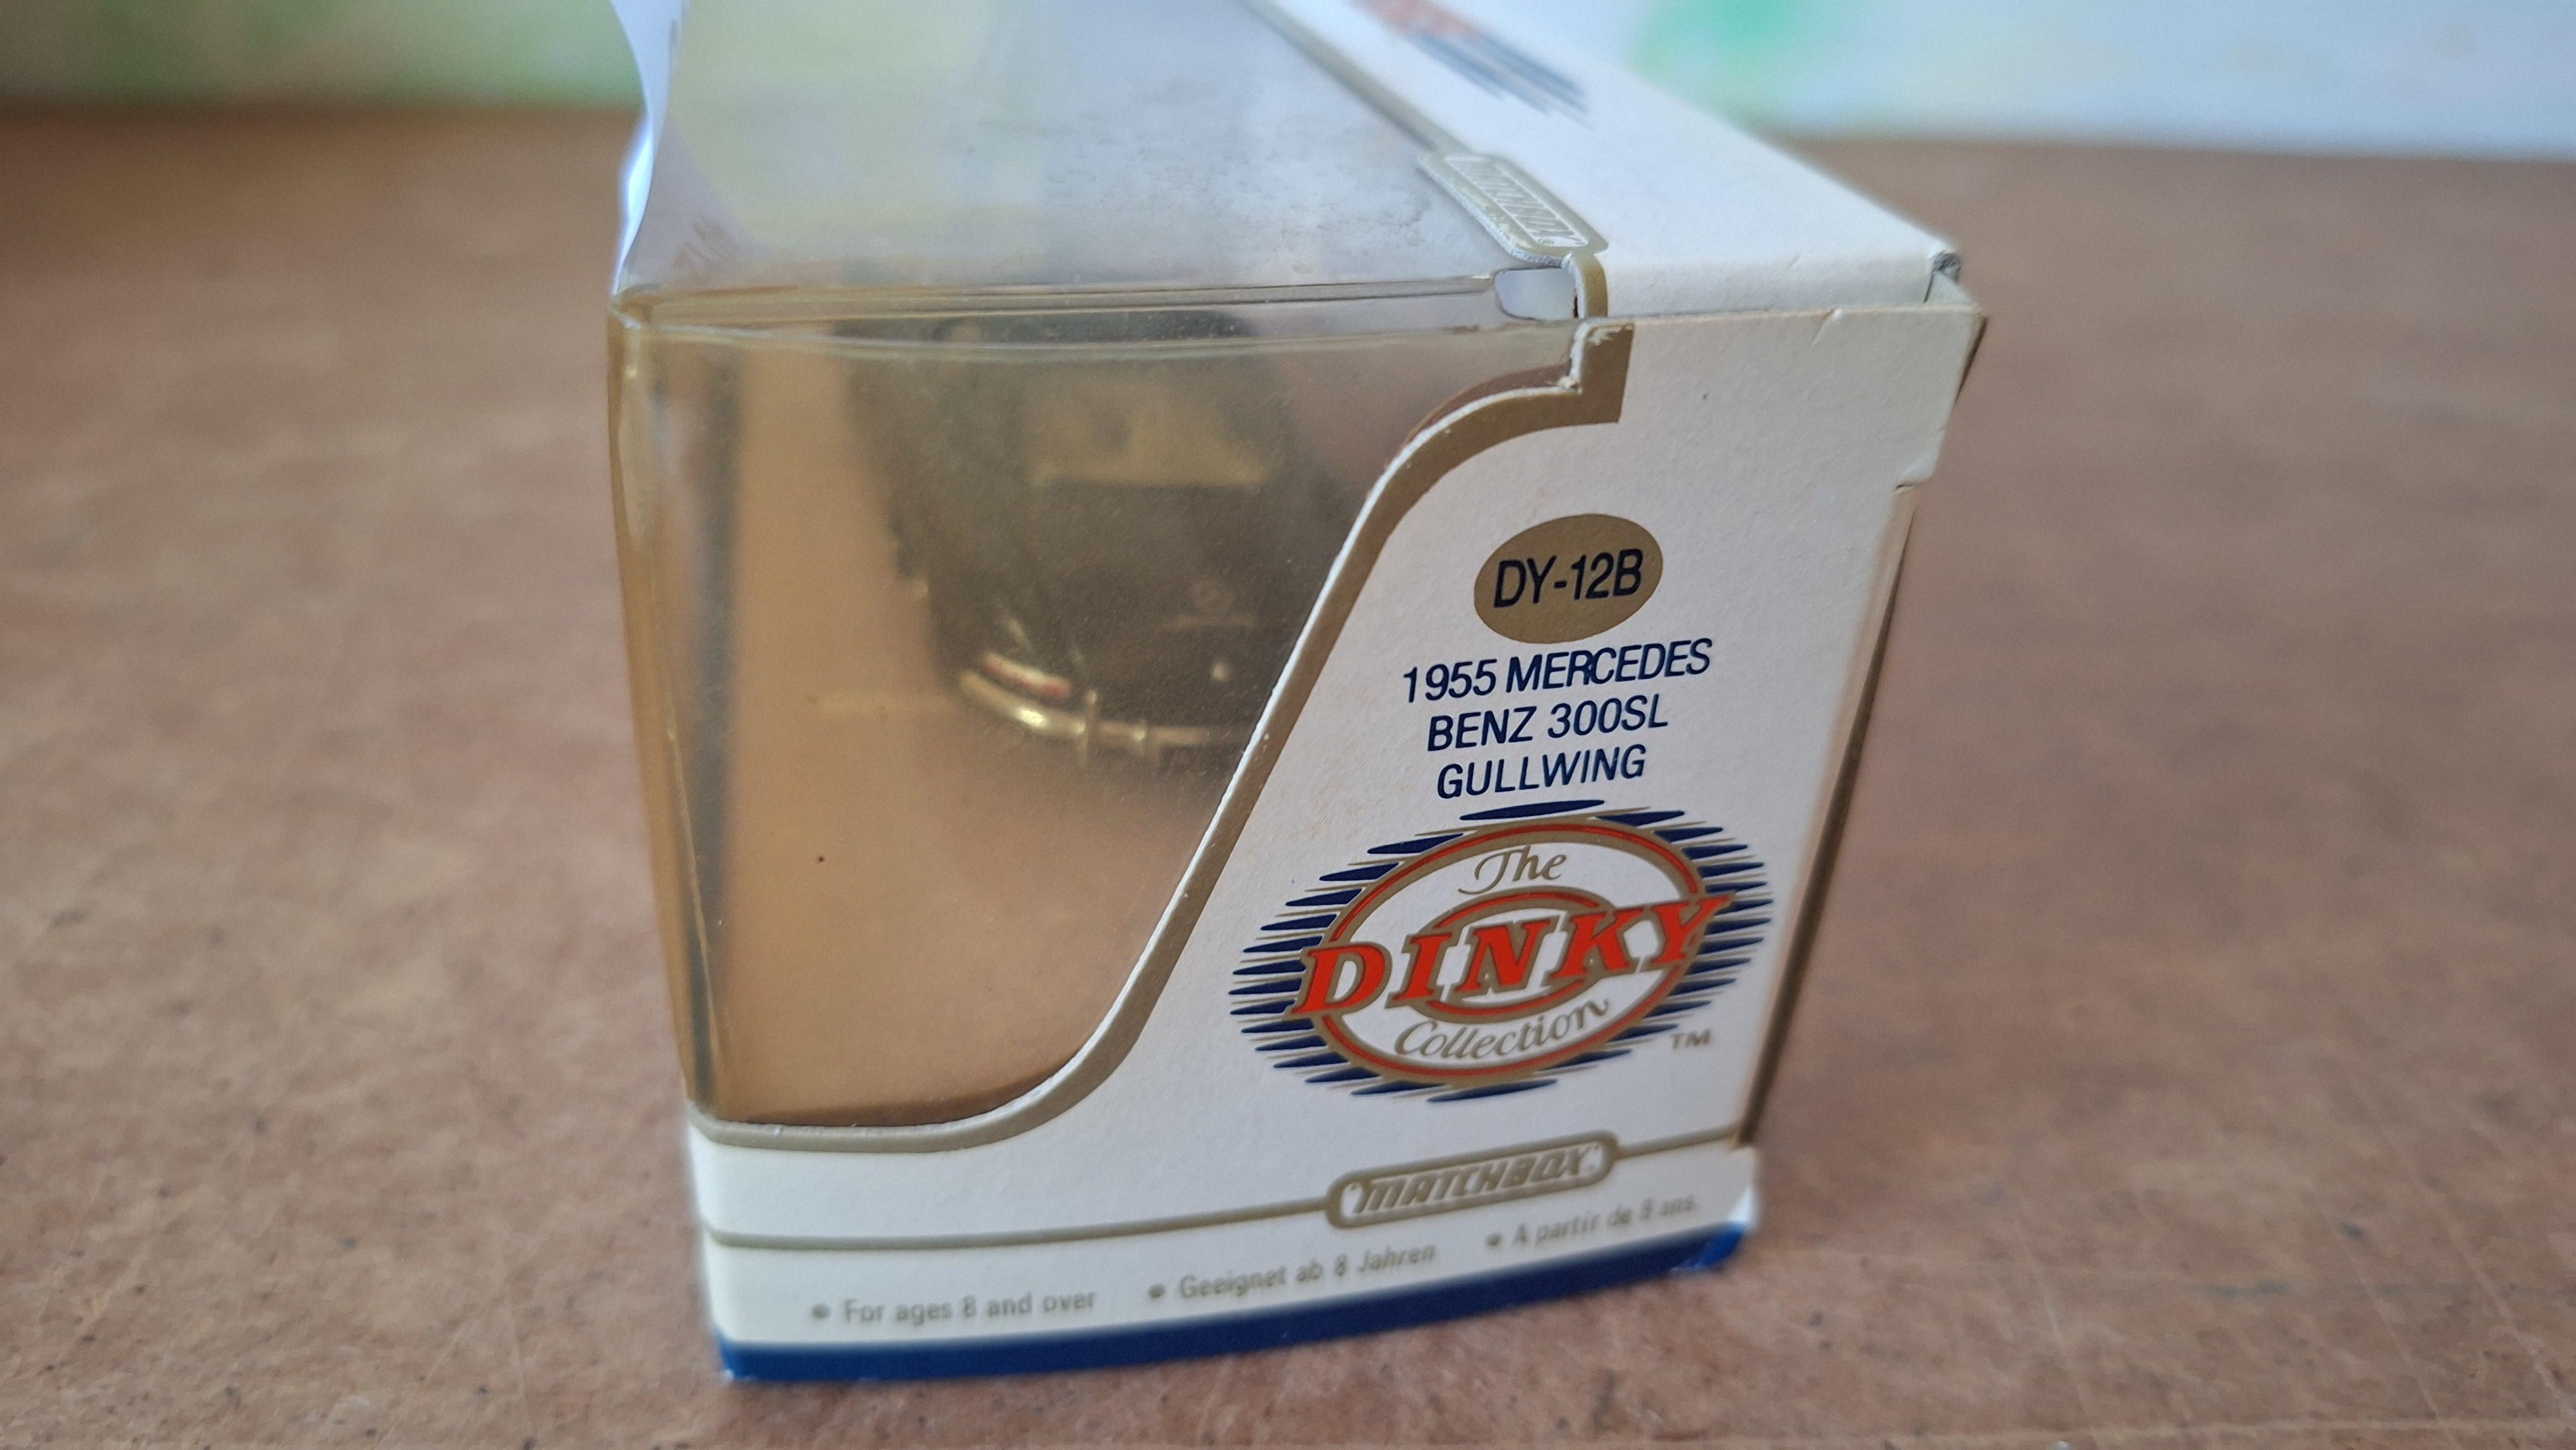 MATCHBOX
DY-12B
1955 MERCEDES
BENZ 300SL
GULLWING
The
DINKY
Collection
TM
MATCHBOX
• For ages 8 and over • Geeignet ab 8 Jahren • A partir de 8 ans.